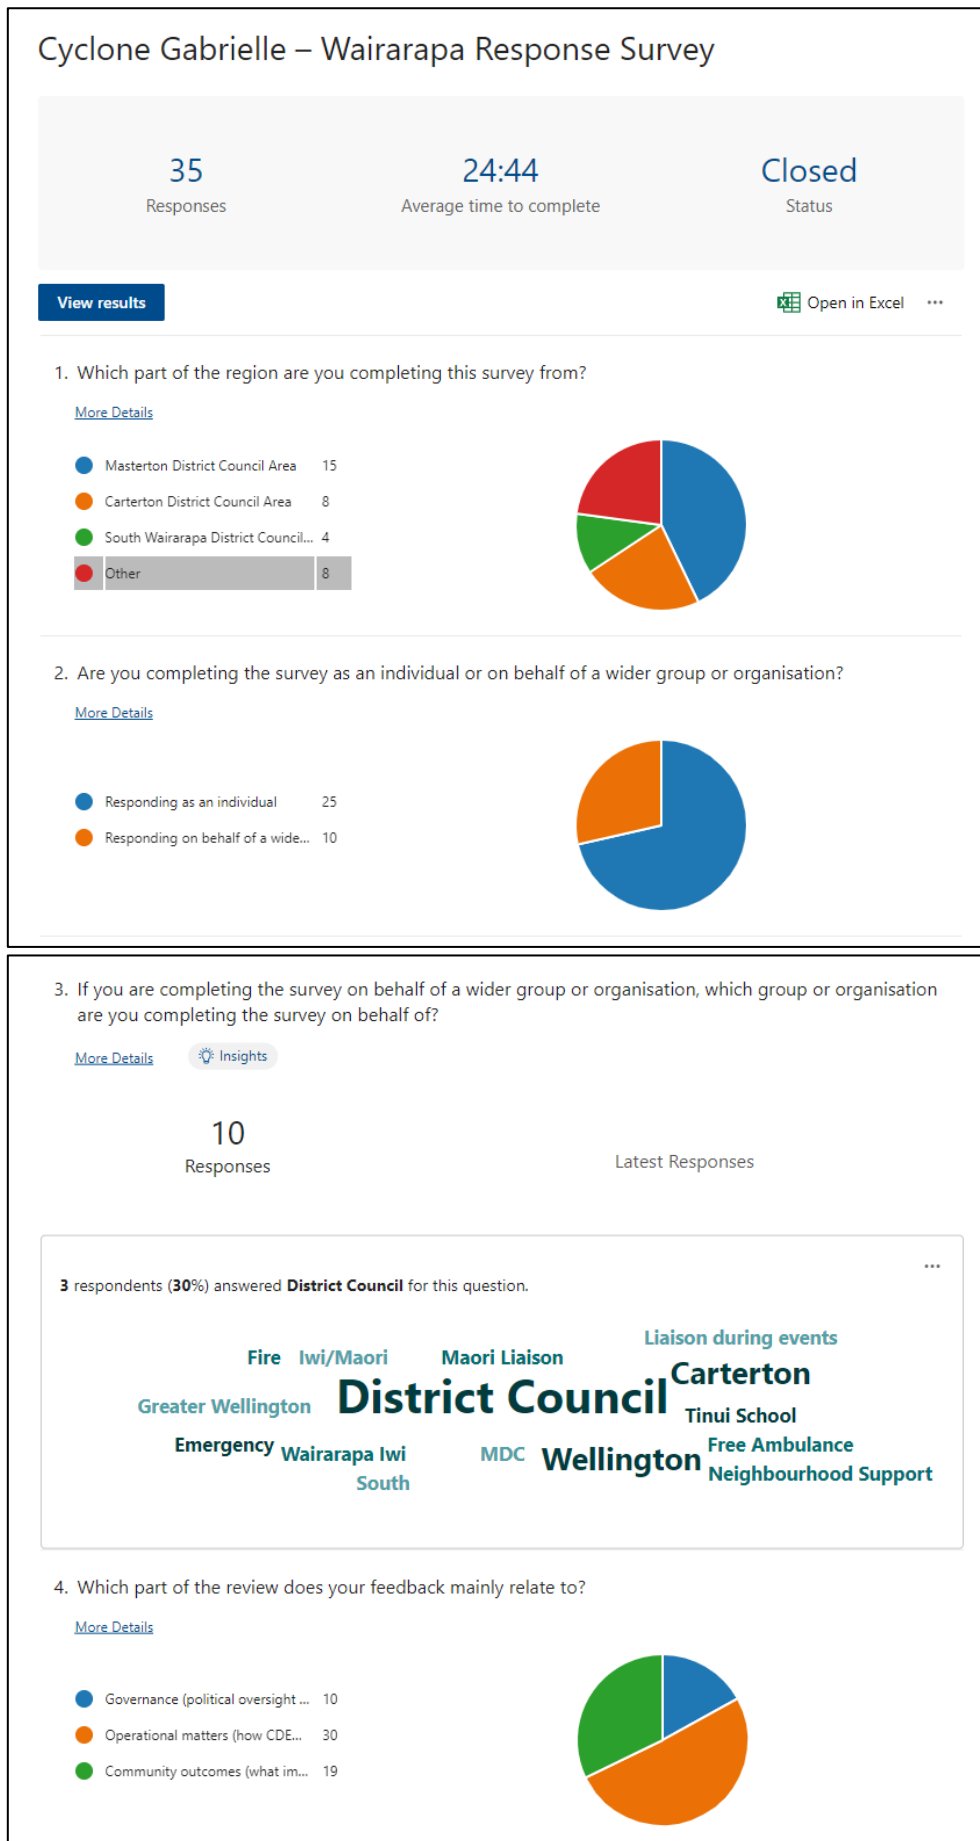 Cyclone Gabrielle – Wairarapa Response Survey
35
Responses
24:44
Average time to complete
Closed
Status
View results
Open in Excel
...
1. Which part of the region are you completing this survey from?
More Details
Masterton District Council Area 15
Carterton District Council Area 8
South Wairarapa District Council... 4
Other 8
2. Are you completing the survey as an individual or on behalf of a wider group or organisation?
More Details
Responding as an individual 25
Responding on behalf of a wide... 10
3. If you are completing the survey on behalf of a wider group or organisation, which group or organisation
are you completing the survey on behalf of?
More Details
Insights
10
Responses
Latest Responses
...
3 respondents (30%) answered District Council for this question.
Liaison during events
Fire Iwi/Maori Maori Liaison
Carterton
Greater Wellington District Council
Tinui School
Emergency Wairarapa Iwi MDC Wellington Free Ambulance
South Neighbourhood Support
4. Which part of the review does your feedback mainly relate to?
More Details
Governance (political oversight ... 10
Operational matters (how CDE... 30
Community outcomes (what im... 19